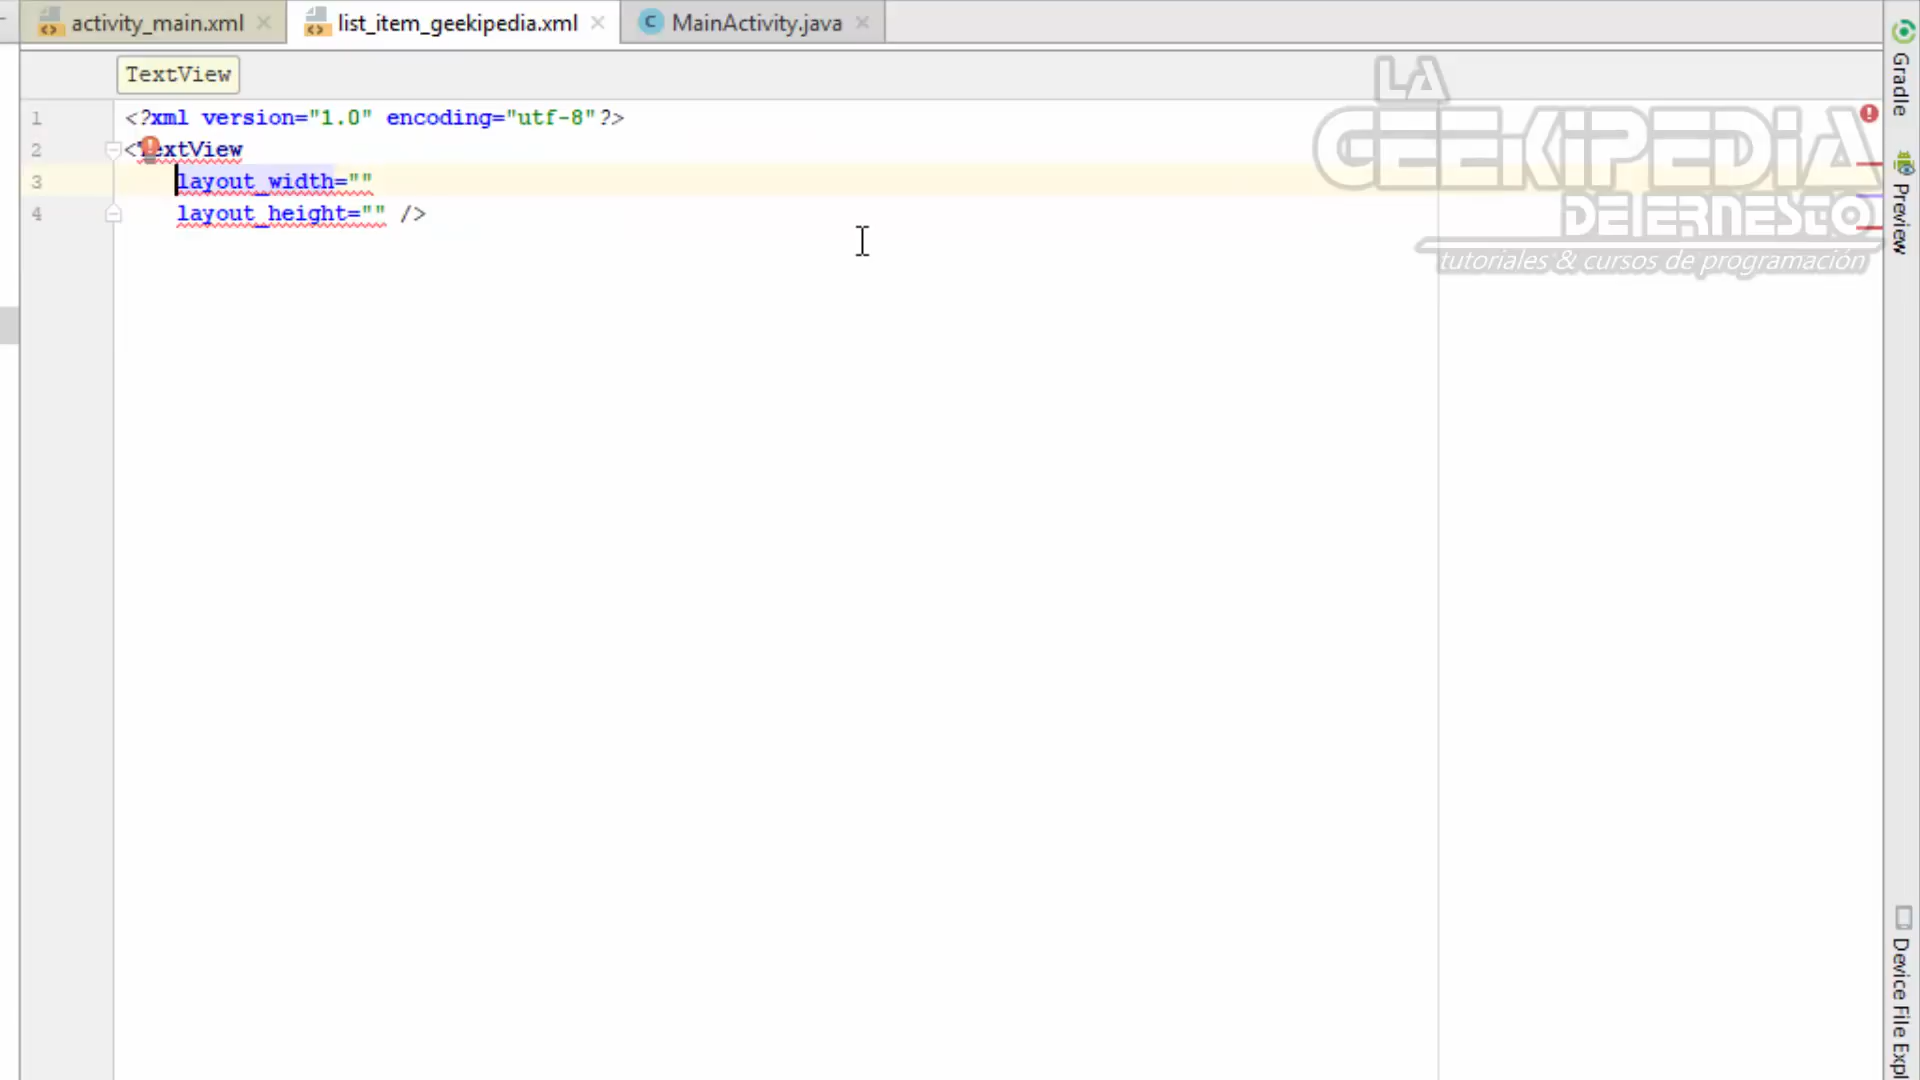 activity_main.xml
list_item_geekipedia.xml
C MainActivity.java
TextView
1 <?xml version="1.0" encoding="utf-8"?>
2 <TextView
3 layout_width=""
4 layout_height="" />
LA
GEEKIPEDIA
DE ERNESTO
tutoriales & cursos de programación
Gradle
Preview
Device File Expl